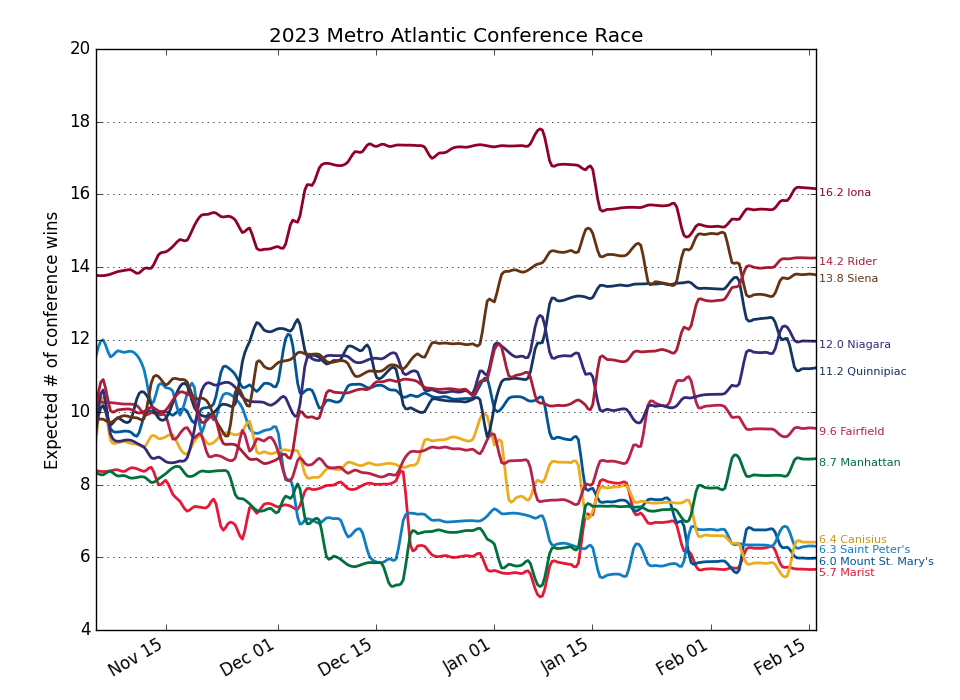 2023 Metro Atlantic Conference Race
Expected # of conference wins
20
18
16
14
12
10
8
6
4
16.2 Iona
14.2 Rider
13.8 Siena
12.0 Niagara
11.2 Quinnipiac
9.6 Fairfield
8.7 Manhattan
6.4 Canisius
6.3 Saint Peter's
6.0 Mount St. Mary's
5.7 Marist
Nov 15
Dec 01
Dec 15
Jan 01
Jan 15
Feb 01
Feb 15